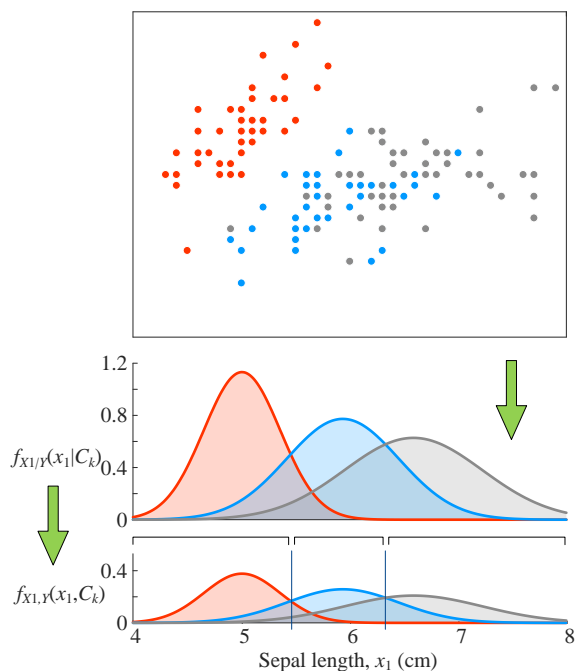 1.2
0.8
f_{X1/Y}(x_1|C_k)
0.4
0
f_{X1,Y}(x_1,C_k)
0.4
0
4 5 6 7 8
Sepal length, x_1 (cm)